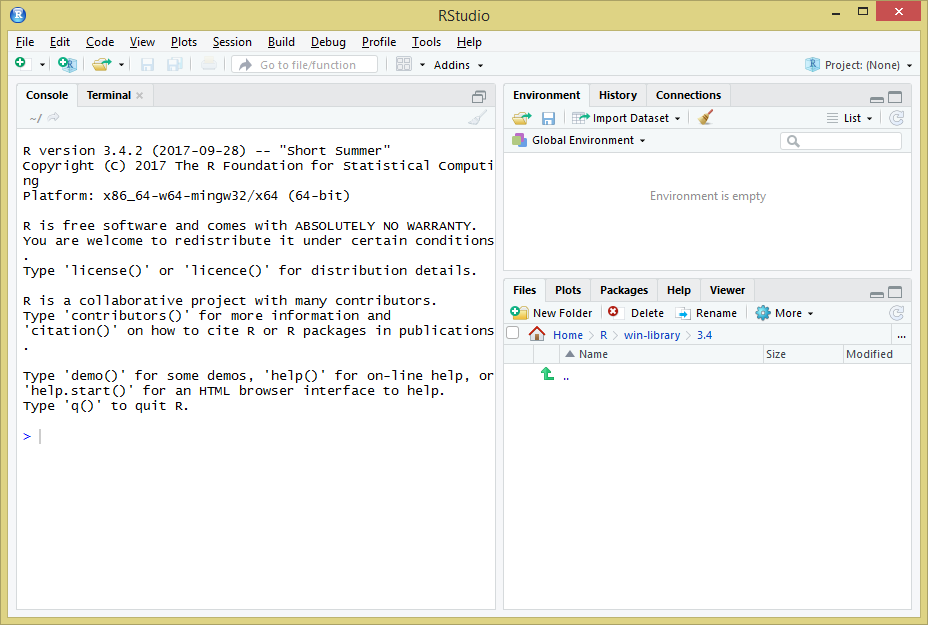 RStudio
File Edit Code View Plots Session Build Debug Profile Tools Help
Go to file/function Addins Project: (None)
Console Terminal
~/
R version 3.4.2 (2017-09-28) -- "Short Summer"
Copyright (C) 2017 The R Foundation for Statistical Computi
ng
Platform: x86_64-w64-mingw32/x64 (64-bit)
R is free software and comes with ABSOLUTELY NO WARRANTY.
You are welcome to redistribute it under certain conditions
.
Type 'license()' or 'licence()' for distribution details.
R is a collaborative project with many contributors.
Type 'contributors()' for more information and
'citation()' on how to cite R or R packages in publications
.
Type 'demo()' for some demos, 'help()' for on-line help, or
'help.start()' for an HTML browser interface to help.
Type 'q()' to quit R.
>
Environment History Connections
Import Dataset List
Global Environment
Environment is empty
Files Plots Packages Help Viewer
New Folder Delete Rename More
Home R win-library 3.4 ...
Name Size Modified
..